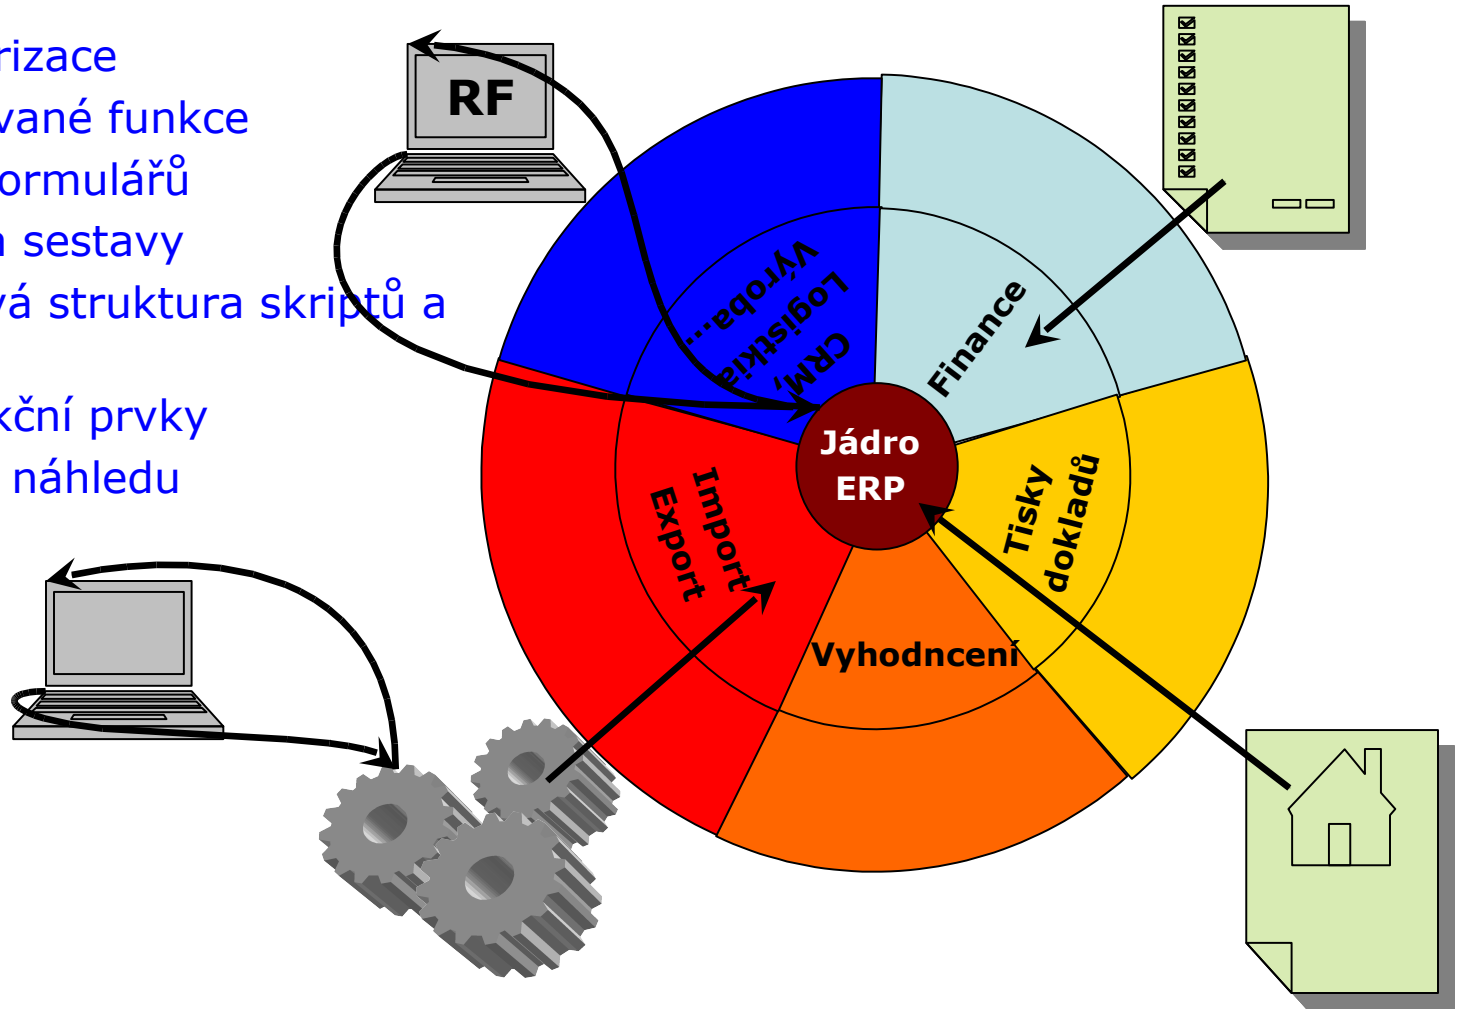 rizace
vané funkce
ormulářů
sestavy
vá struktura skriptů a
kční prvky
náhledu
RF
CRM,
Logistkia
Výroba...
Finance
Jádro
ERP
Tisky
dokladů
Import
Export
Vyhodncení